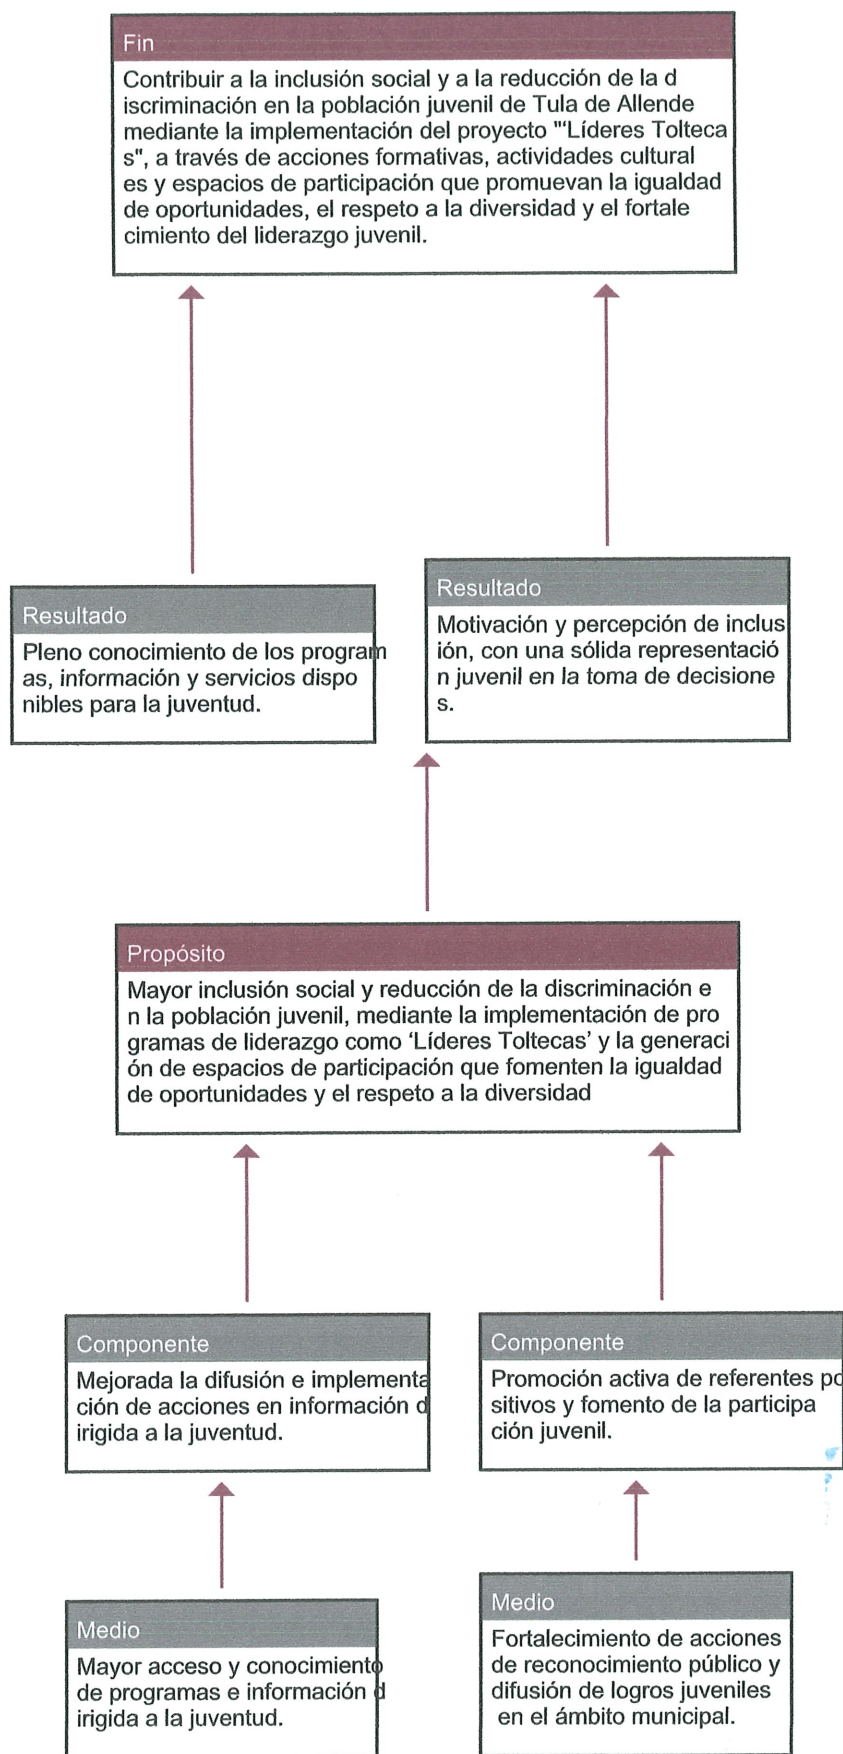 Fin
Contribuir a la inclusión social y a la reducción de la d
iscriminación en la población juvenil de Tula de Allende
mediante la implementación del proyecto "'Líderes Tolteca
s", a través de acciones formativas, actividades cultural
es y espacios de participación que promuevan la igualdad
de oportunidades, el respeto a la diversidad y el fortale
cimiento del liderazgo juvenil.
Resultado
Pleno conocimiento de los program
as, información y servicios dispo
nibles para la juventud.
Resultado
Motivación y percepción de inclus
ión, con una sólida representació
n juvenil en la toma de decisione
s.
Propósito
Mayor inclusión social y reducción de la discriminación e
n la población juvenil, mediante la implementación de pro
gramas de liderazgo como ‘Líderes Toltecas’ y la generaci
ón de espacios de participación que fomenten la igualdad
de oportunidades y el respeto a la diversidad
Componente
Mejorada la difusión e implementa
ción de acciones en información d
irigida a la juventud.
Componente
Promoción activa de referentes po
sitivos y fomento de la participa
ción juvenil.
Medio
Mayor acceso y conocimiento
de programas e información d
irigida a la juventud.
Medio
Fortalecimiento de acciones
de reconocimiento público y
difusión de logros juveniles
en el ámbito municipal.